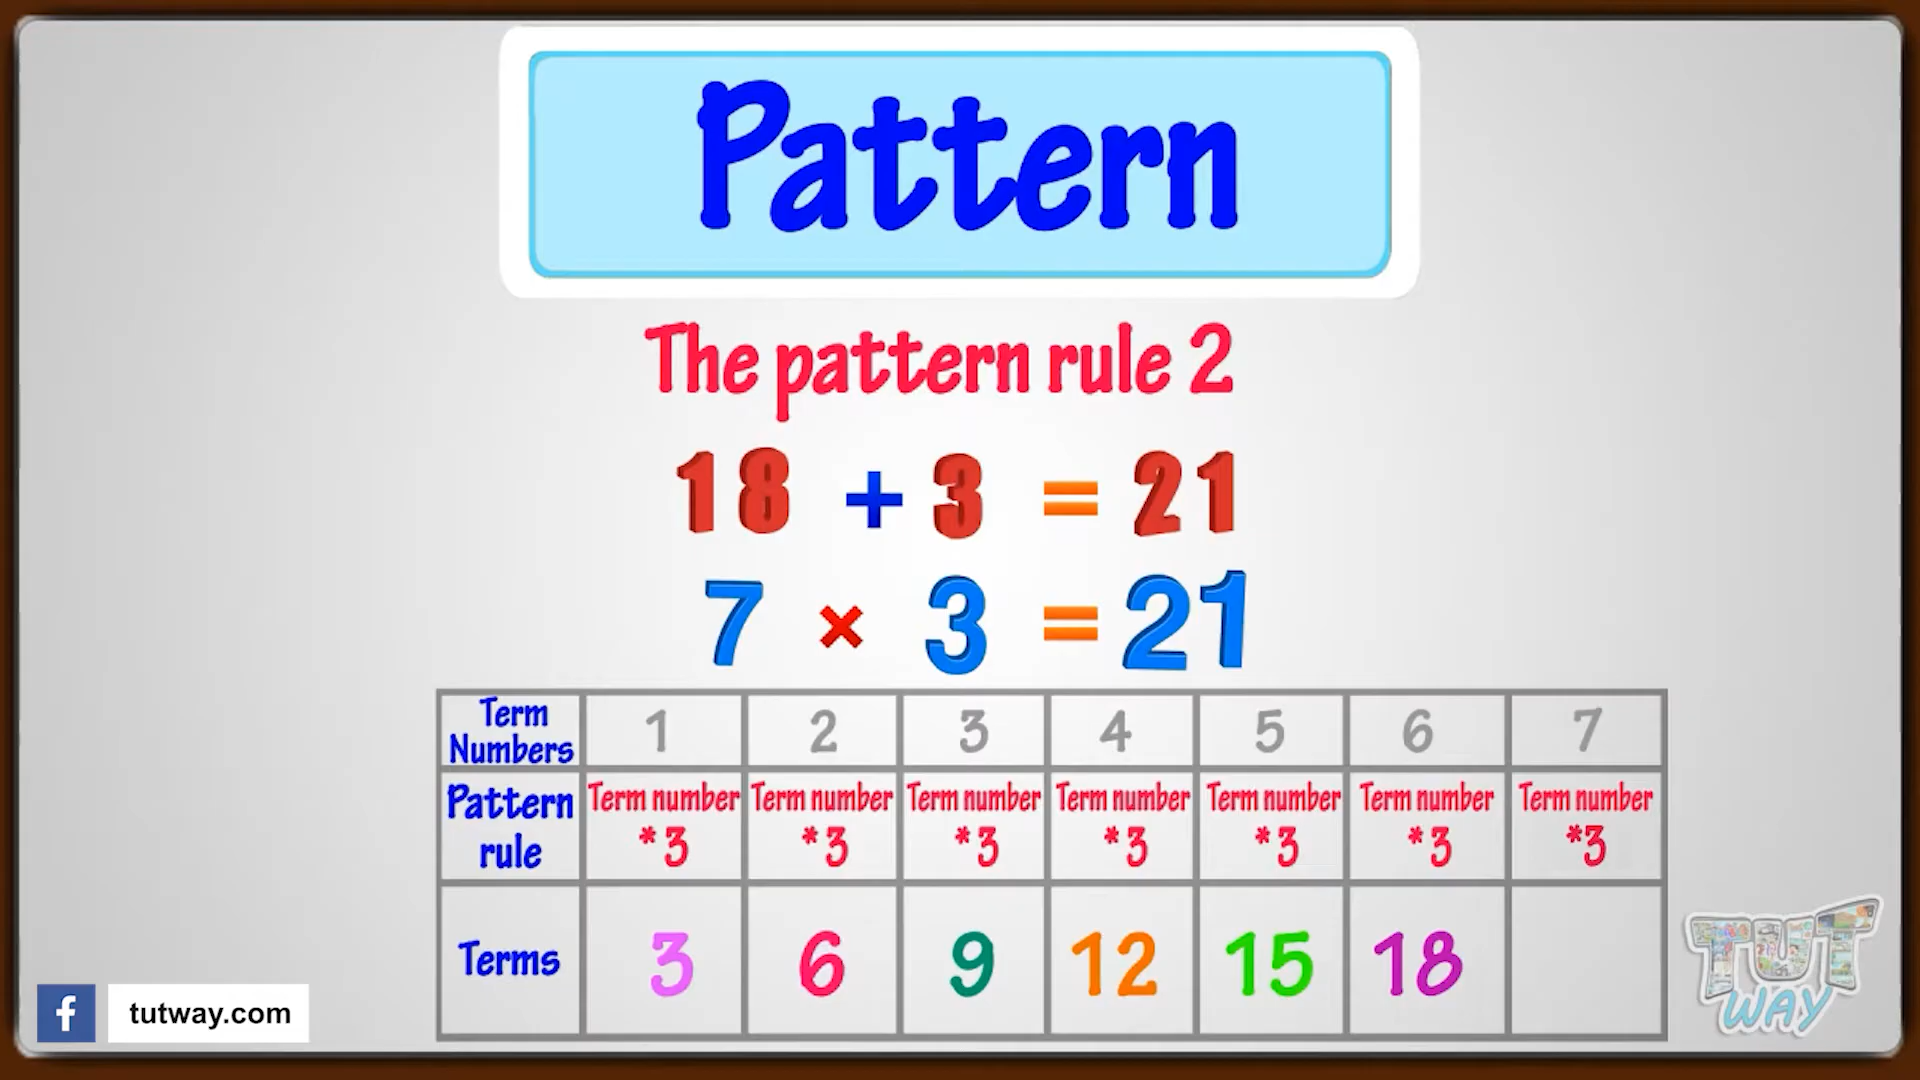 Pattern
The pattern rule 2
18 + 3 = 21
7 × 3 = 21
Term Numbers 1 2 3 4 5 6 7
Pattern rule Term number *3 Term number *3 Term number *3 Term number *3 Term number *3 Term number *3 Term number *3
Terms 3 6 9 12 15 18
f tutway.com
TUT
WAY